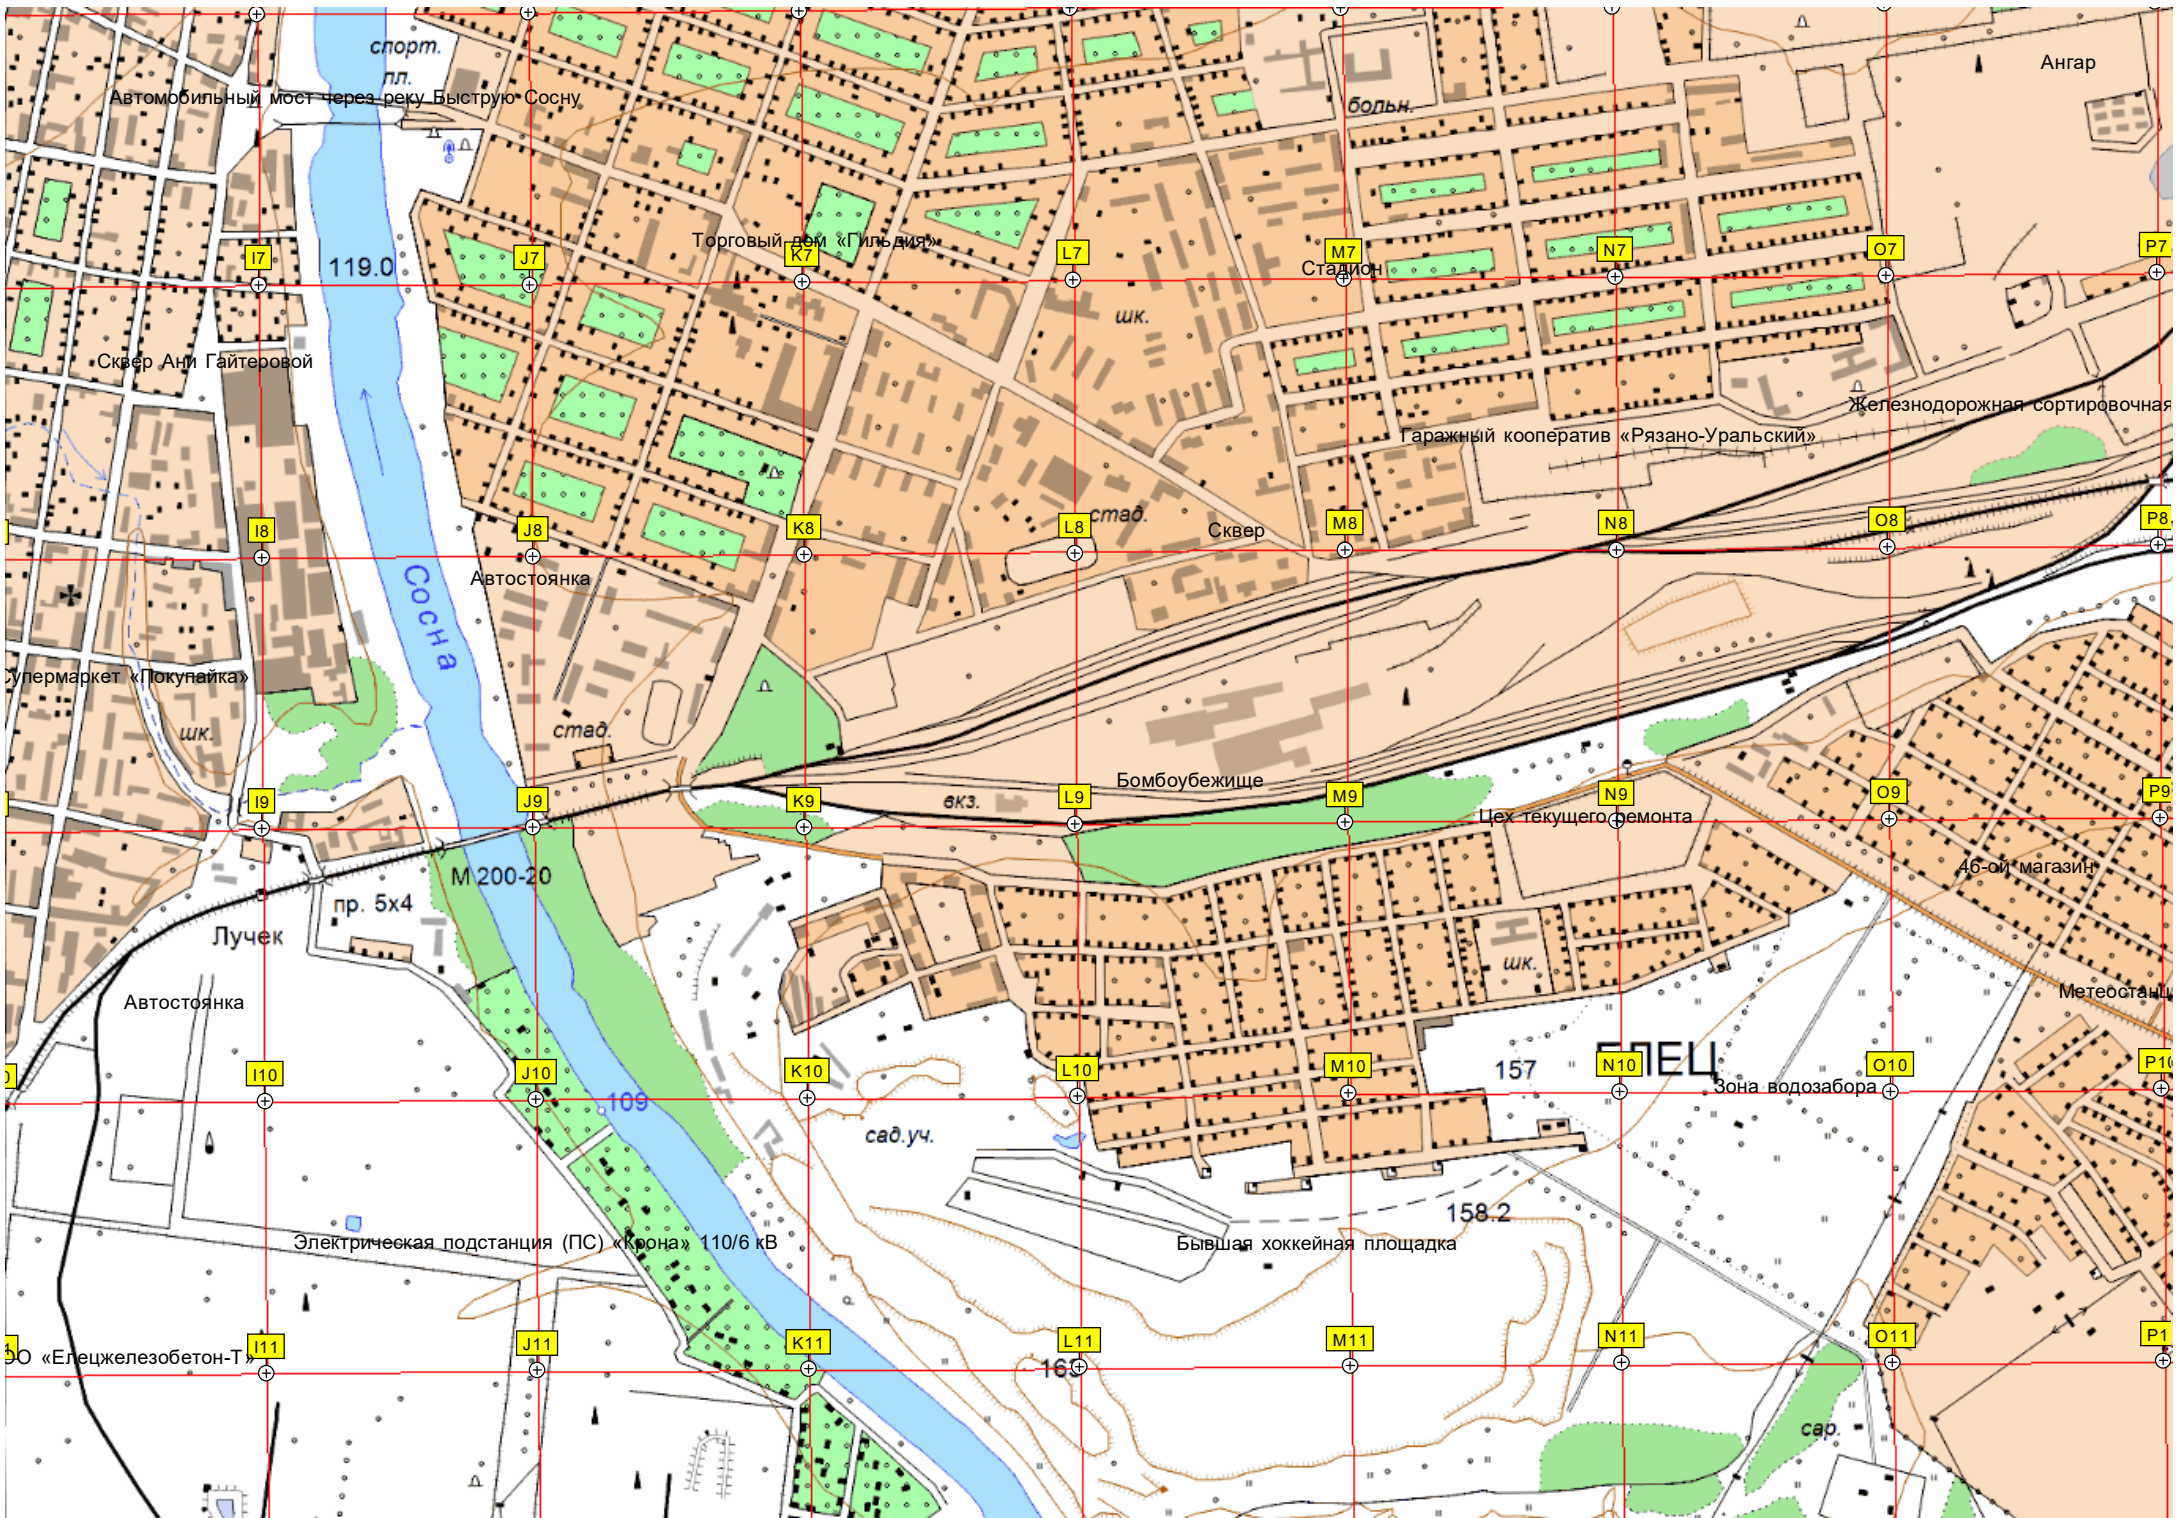 спорт.
пл.
Ангар
Автомобильный мост через реку Быструю Сосну
больн.
Торговый дом «Гильдия»
I7
J7
K7
L7
M7
N7
O7
P7
119.0
Стадион
шк.
Сквер Ани Гайтеровой
Железнодорожная сортировочная
Гаражный кооператив «Рязано-Уральский»
I8
J8
K8
L8
M8
N8
O8
P8
стад.
Сквер
Автостоянка
Сосна
Супермаркет «Покупайка»
шк.
стад.
Бомбоубежище
I9
J9
K9
L9
M9
N9
O9
P9
вкз.
Цех текущего ремонта
46-ой магазин
М 200-20
пр. 5х4
Лучек
шк.
Автостоянка
Метеостанц
ЕЛЕЦ
157
I10
J10
K10
L10
M10
N10
O10
P10
109
Зона водозабора
сад.уч.
158.2
Электрическая подстанция (ПС) «Крона» 110/6 кВ
Бывшая хоккейная площадка
I11
J11
K11
L11
M11
N11
O11
P1
ОО «Елецжелезобетон-Т»
163
сар.